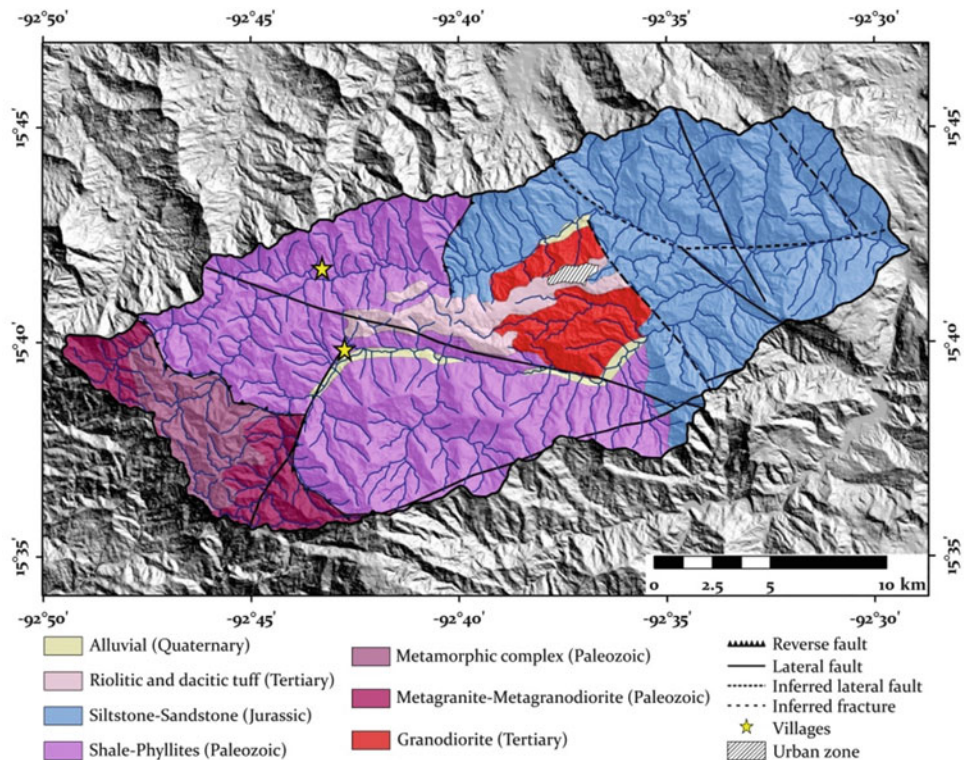 -92°50' -92°45' -92°40' -92°35' -92°30'
15°45' 15°45'
15°40' 15°40'
15°35' 15°35'
0 2.5 5 10 km
-92°50' -92°45' -92°40' -92°35' -92°30'
Alluvial (Quaternary)
Riolitic and dacitic tuff (Tertiary)
Siltstone-Sandstone (Jurassic)
Shale-Phyllites (Paleozoic)
Metamorphic complex (Paleozoic)
Metagranite-Metagranodiorite (Paleozoic)
Granodiorite (Tertiary)
Reverse fault
Lateral fault
Inferred lateral fault
Inferred fracture
Villages
Urban zone